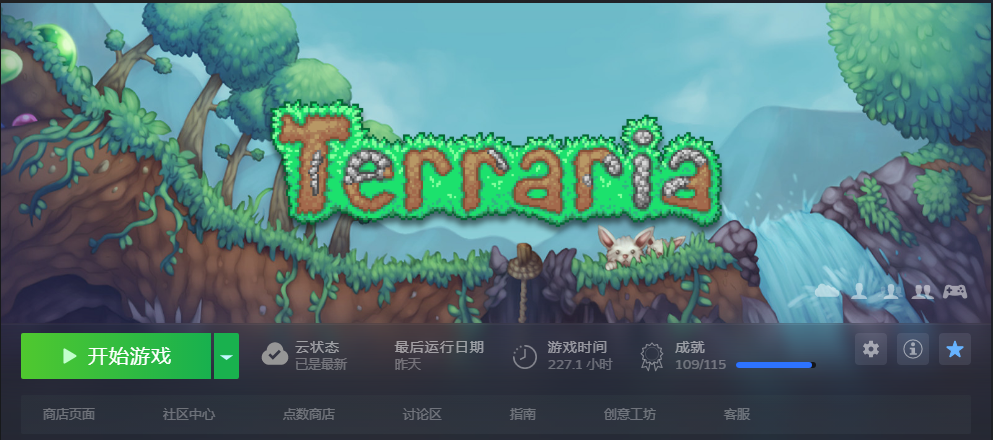 Terraria
开始游戏
云状态
已是最新
最后运行日期
昨天
游戏时间
227.1 小时
成就
109/115
商店页面 社区中心 点数商店 讨论区 指南 创意工坊 客服